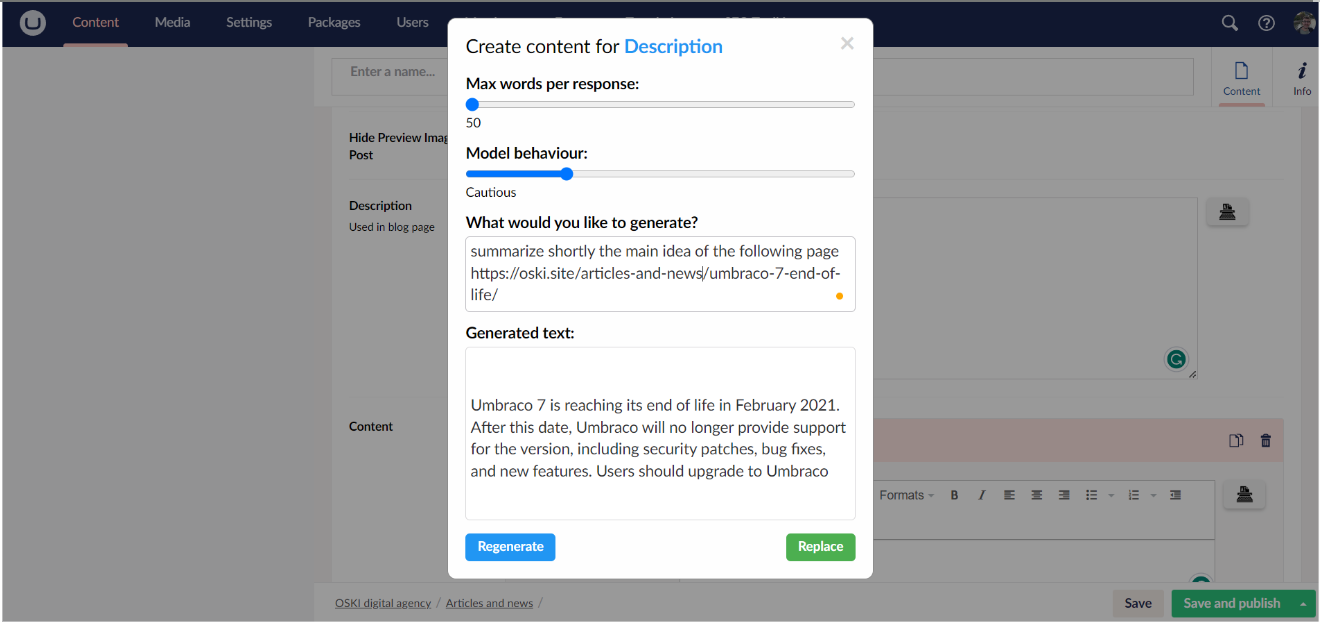 Content Media Settings Packages Users
Create content for Description
Enter a name...
Max words per response:
50
Content Info
Hide Preview Imag
Post
Model behaviour:
Cautious
Description
Used in blog page
What would you like to generate?
summarize shortly the main idea of the following page
https://oski.site/articles-and-news/umbraco-7-end-of-
life/
Generated text:
Umbraco 7 is reaching its end of life in February 2021.
After this date, Umbraco will no longer provide support
for the version, including security patches, bug fixes,
and new features. Users should upgrade to Umbraco
Content
Formats
Regenerate Replace
OSKI digital agency / Articles and news /
Save Save and publish